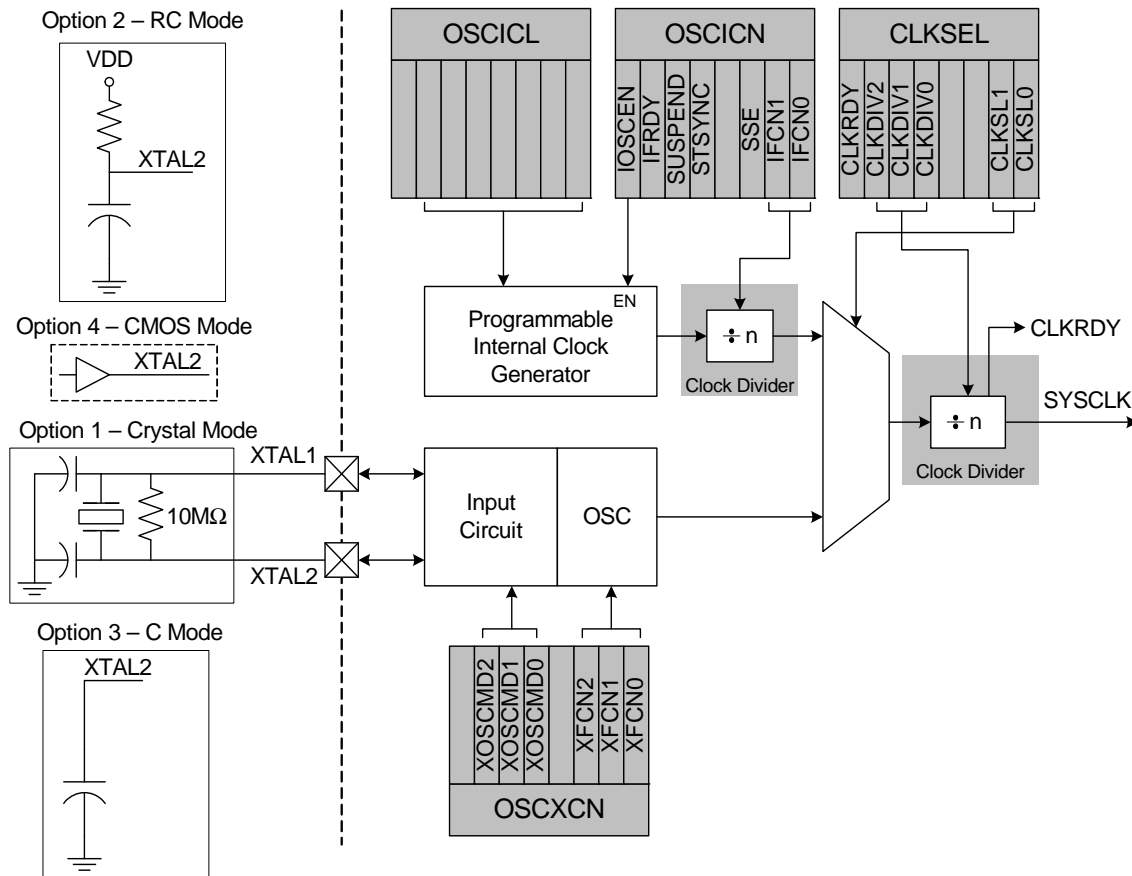 Option 2 – RC Mode
VDD
XTAL2
Option 4 – CMOS Mode
XTAL2
Option 1 – Crystal Mode
10MΩ
XTAL1
XTAL2
Option 3 – C Mode
XTAL2
OSCICL
OSCICN
IOSCEN
IFRDY
SUSPEND
STSYNC
SSE
IFCN1
IFCN0
CLKSEL
CLKRDY
CLKDIV2
CLKDIV1
CLKDIV0
CLKSL1
CLKSL0
EN
Programmable
Internal Clock
Generator
÷ n
Clock Divider
CLKRDY
SYSCLK
÷ n
Clock Divider
Input
Circuit
OSC
XOSCMD2
XOSCMD1
XOSCMD0
XFCN2
XFCN1
XFCN0
OSCXCN